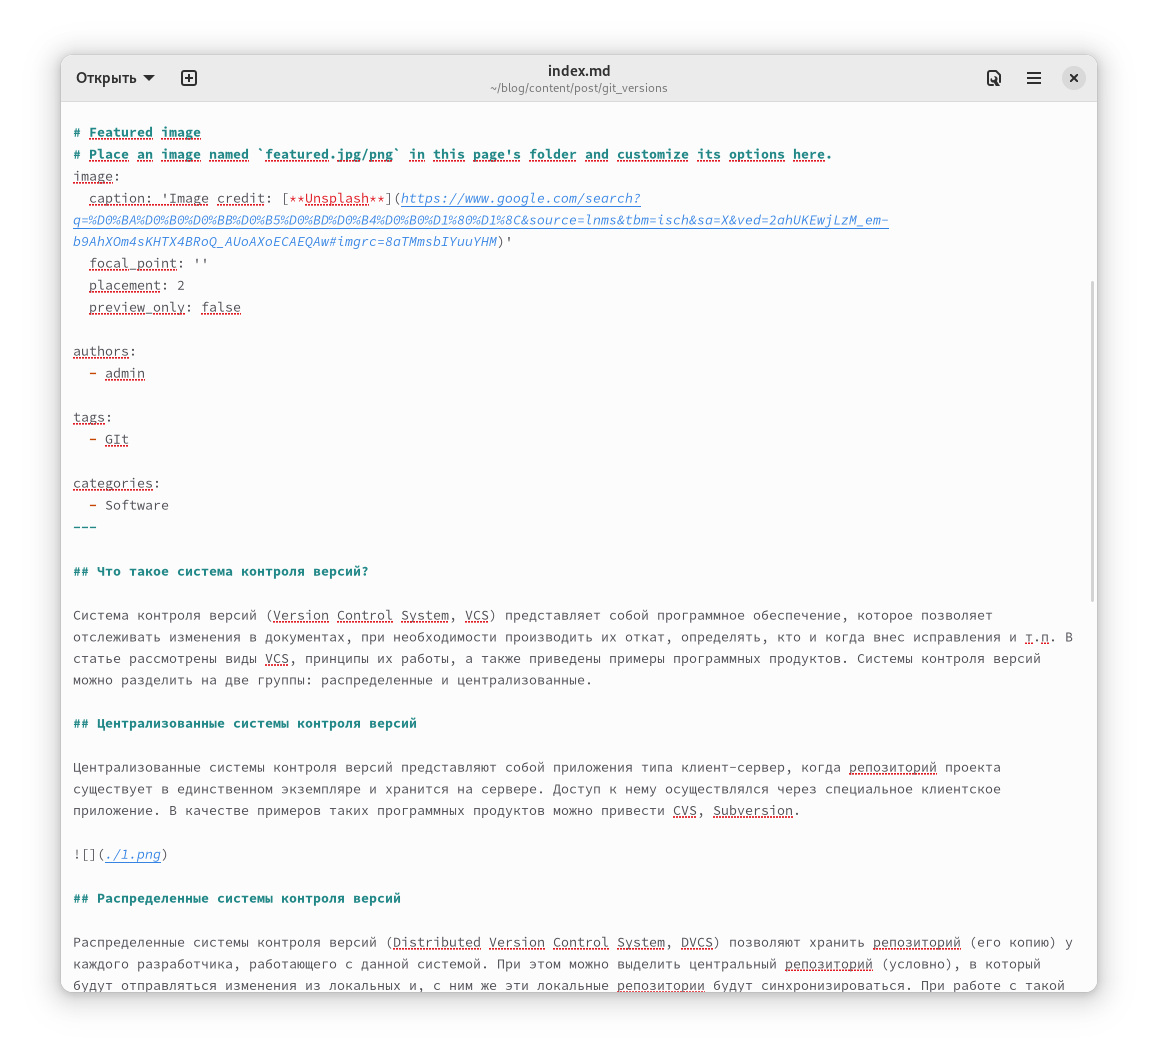 Открыть
index.md
~/blog/content/post/git_versions
# Featured image
# Place an image named `featured.jpg/png` in this page's folder and customize its options here.
image:
  caption: 'Image credit: [**Unsplash**](https://www.google.com/search?
q=%D0%BA%D0%B0%D0%BB%D0%B5%D0%BD%D0%B4%D0%B0%D1%80%D1%8C&source=lnms&tbm=isch&sa=X&ved=2ahUKEwjLzM_em-
b9AhXOm4sKHTX4BRoQ_AUoAXoECAEQAw#imgrc=8aTMmsbIYuuYHM)'
  focal_point: ''
  placement: 2
  preview_only: false
authors:
  - admin
tags:
  - GIt
categories:
  - Software
---
## Что такое система контроля версий?
Система контроля версий (Version Control System, VCS) представляет собой программное обеспечение, которое позволяет
отслеживать изменения в документах, при необходимости производить их откат, определять, кто и когда внес исправления и т.п. В
статье рассмотрены виды VCS, принципы их работы, а также приведены примеры программных продуктов. Системы контроля версий
можно разделить на две группы: распределенные и централизованные.
## Централизованные системы контроля версий
Централизованные системы контроля версий представляют собой приложения типа клиент-сервер, когда репозиторий проекта
существует в единственном экземпляре и хранится на сервере. Доступ к нему осуществлялся через специальное клиентское
приложение. В качестве примеров таких программных продуктов можно привести CVS, Subversion.
![](./1.png)
## Распределенные системы контроля версий
Распределенные системы контроля версий (Distributed Version Control System, DVCS) позволяют хранить репозиторий (его копию) у
каждого разработчика, работающего с данной системой. При этом можно выделить центральный репозиторий (условно), в который
будут отправляться изменения из локальных и, с ним же эти локальные репозитории будут синхронизироваться. При работе с такой